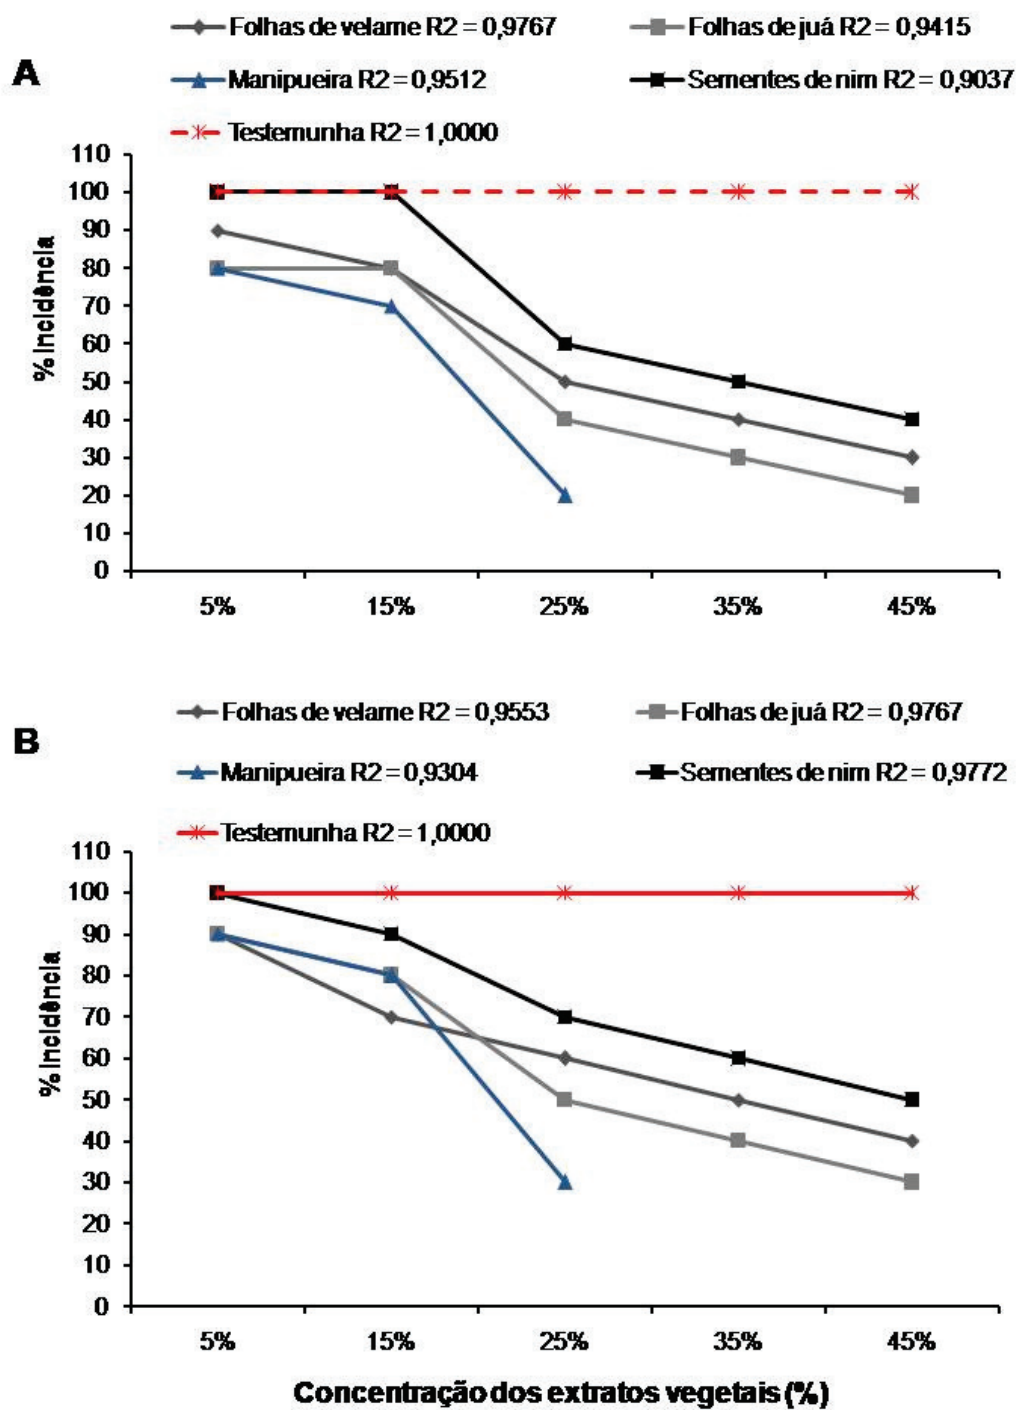 Folhas de velame R2 = 0,9767
Folhas de juá R2 = 0,9415
A
Manipueira R2 = 0,9512
Sementes de nim R2 = 0,9037
Testemunha R2 = 1,0000
% Incidência
110
100
90
80
70
60
50
40
30
20
10
0
5%
15%
25%
35%
45%
Folhas de velame R2 = 0,9553
Folhas de juá R2 = 0,9767
B
Manipueira R2 = 0,9304
Sementes de nim R2 = 0,9772
Testemunha R2 = 1,0000
% Incidência
110
100
90
80
70
60
50
40
30
20
10
0
5%
15%
25%
35%
45%
Concentração dos extratos vegetais (%)